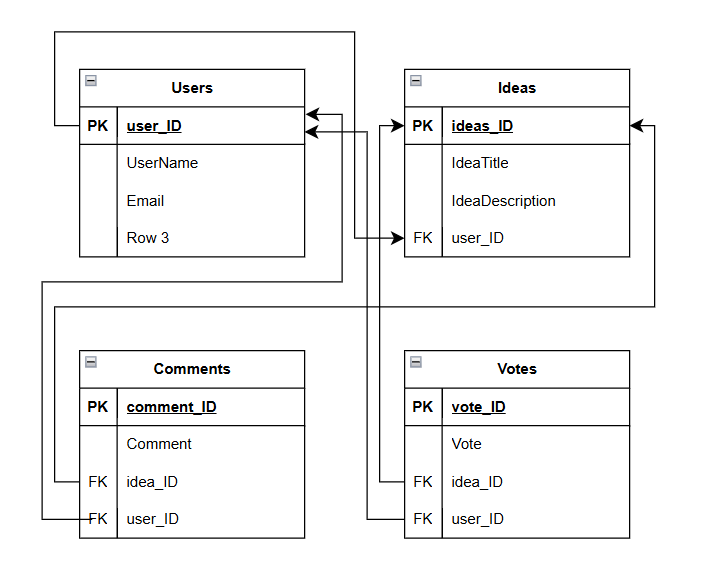 Users
PK user_ID
UserName
Email
Row 3
Ideas
PK ideas_ID
IdeaTitle
IdeaDescription
FK user_ID
Comments
PK comment_ID
Comment
FK idea_ID
FK user_ID
Votes
PK vote_ID
Vote
FK idea_ID
FK user_ID